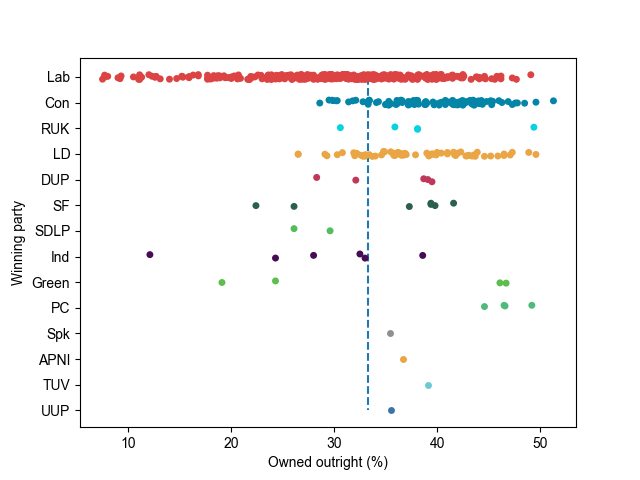 Winning party
Lab
Con
RUK
LD
DUP
SF
SDLP
Ind
Green
PC
Spk
APNI
TUV
UUP
10 20 30 40 50
Owned outright (%)